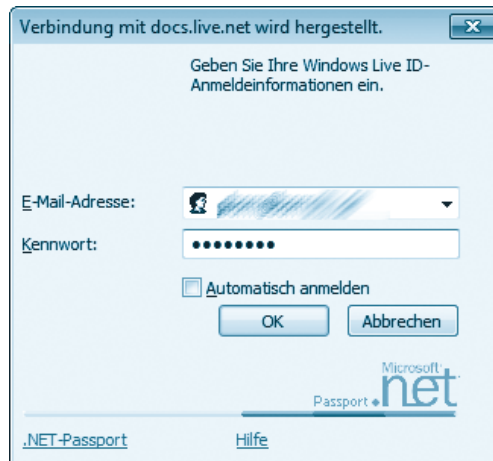 Verbindung mit docs.live.net wird hergestellt.
Geben Sie Ihre Windows Live ID-
Anmeldeinformationen ein.
E-Mail-Adresse:
Kennwort: ●●●●●●●●
Automatisch anmelden
OK Abbrechen
Microsoft
Passport .net
.NET-Passport Hilfe